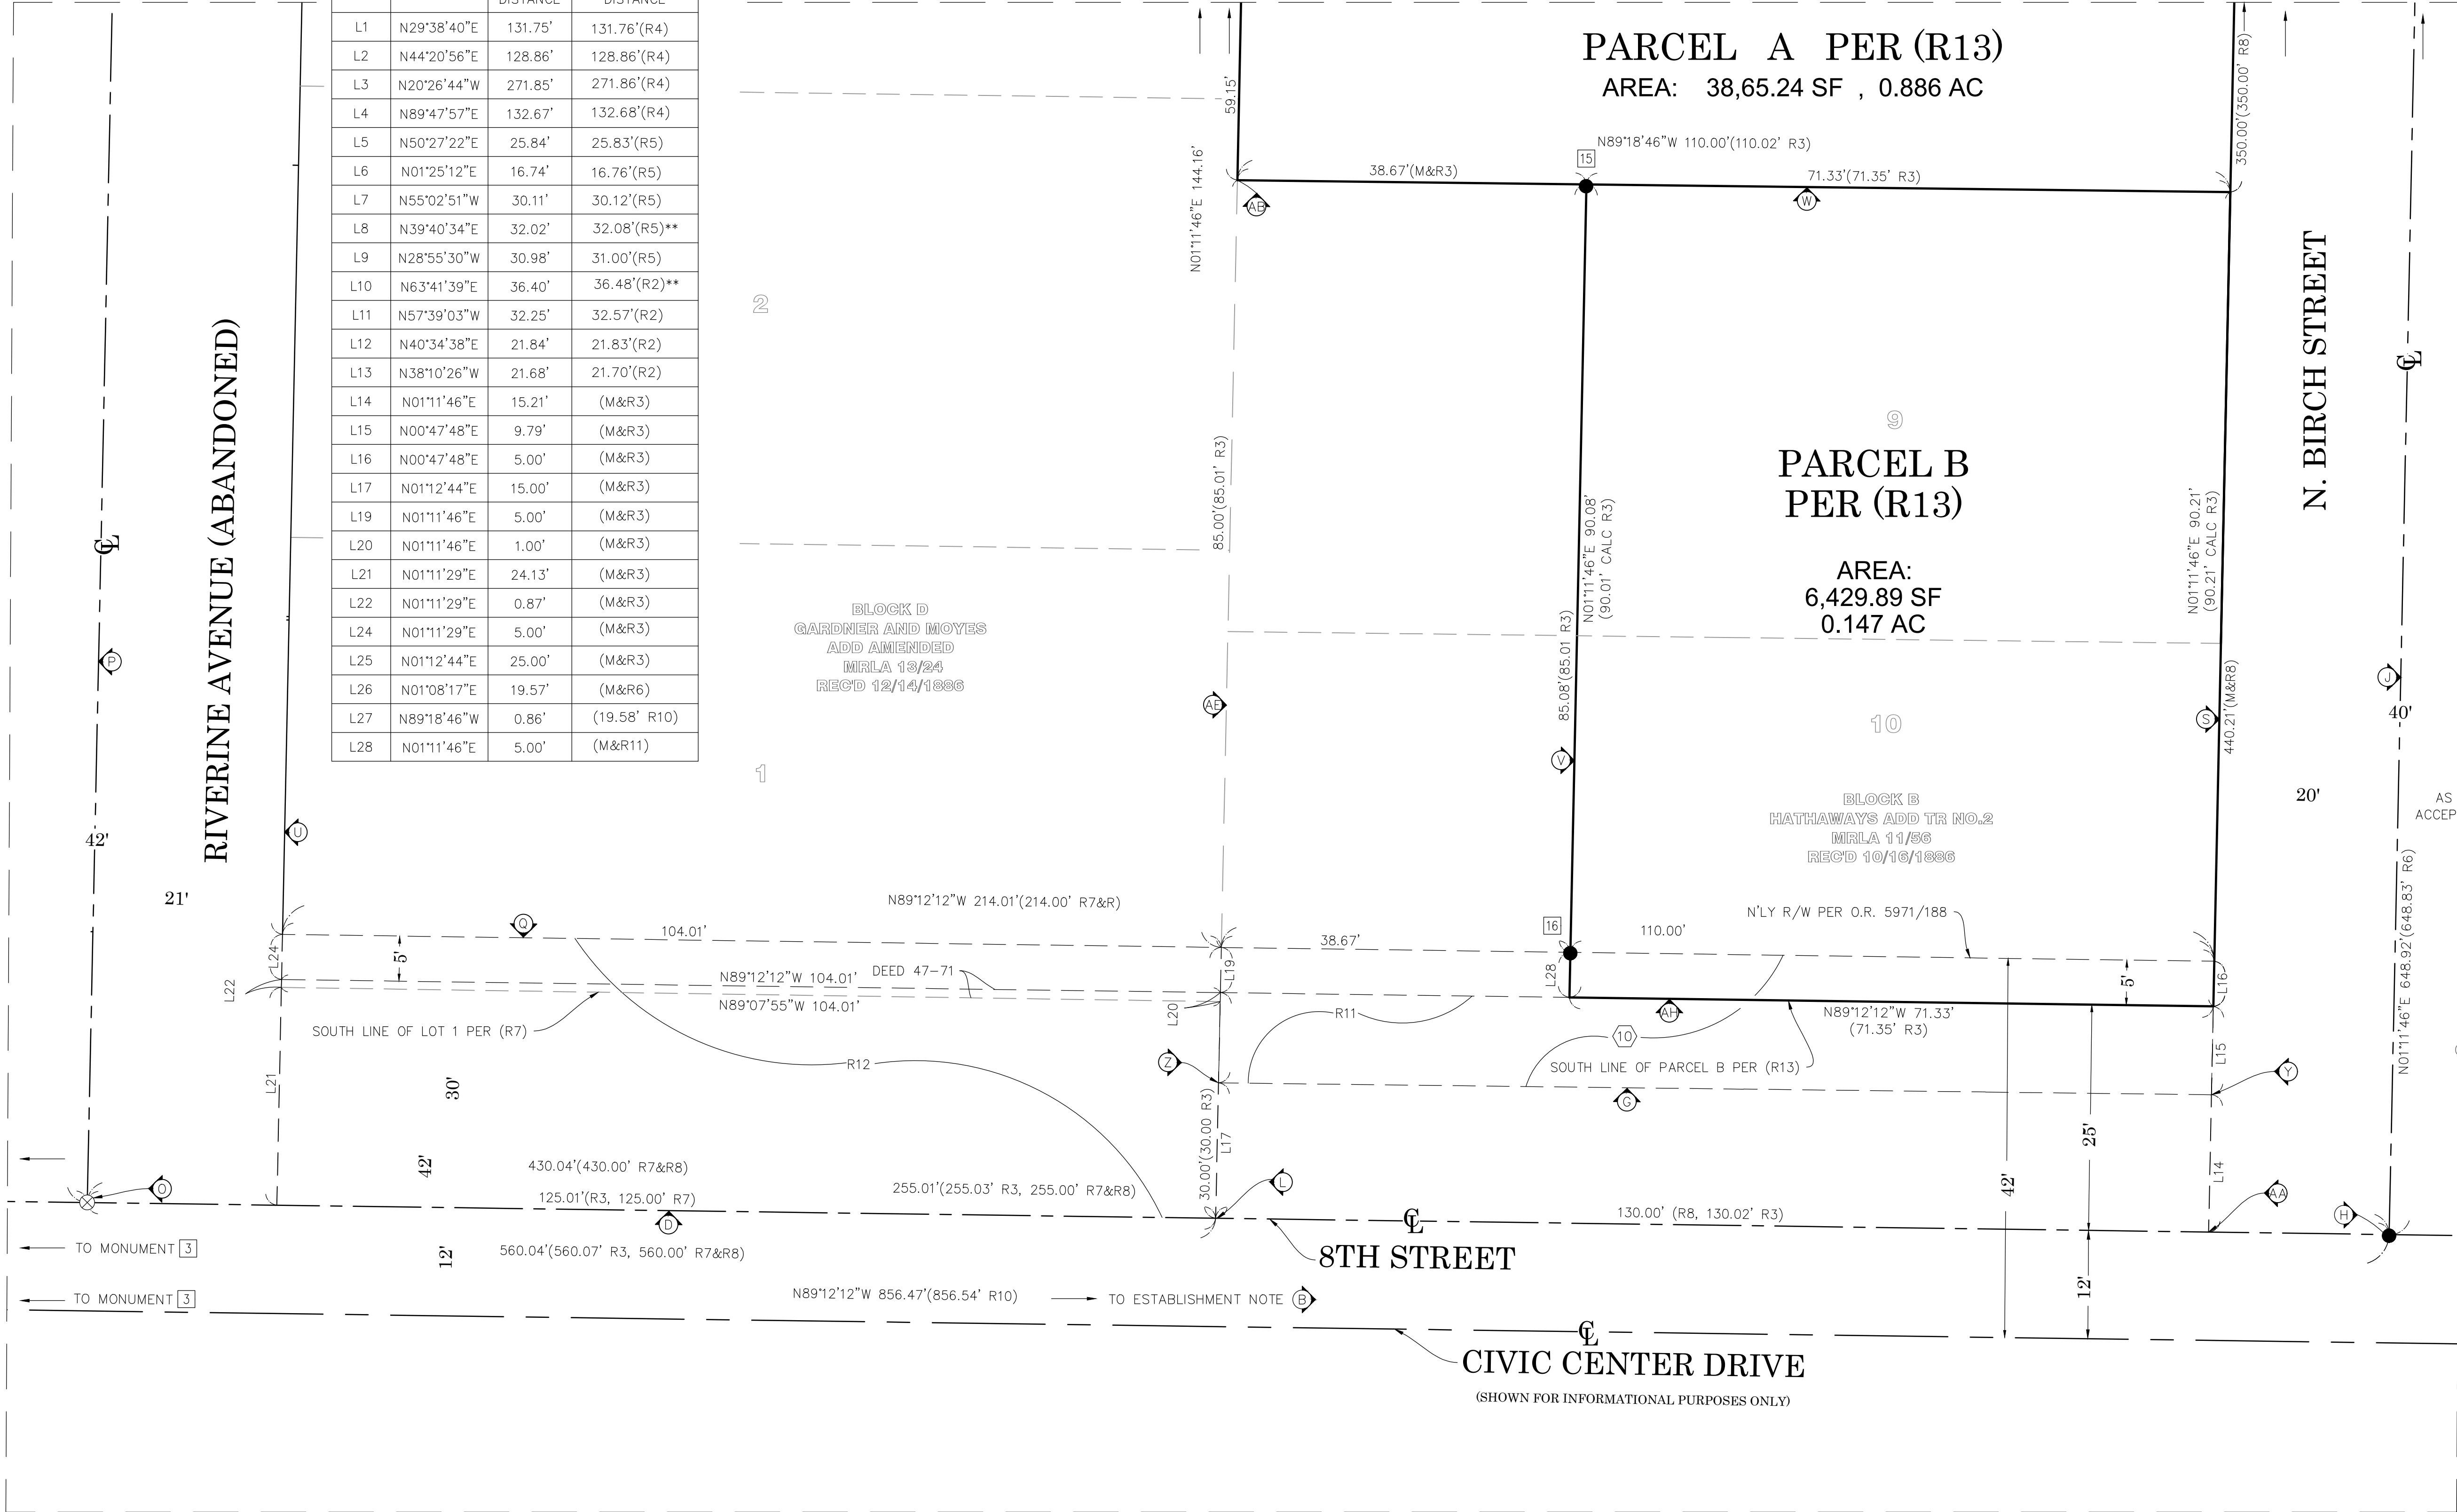 DISTANCE DISTANCE
L1 N29°38'40"E 131.75' 131.76'(R4)
L2 N44°20'56"E 128.86' 128.86'(R4)
L3 N20°26'44"W 271.85' 271.86'(R4)
L4 N89°47'57"E 132.67' 132.68'(R4)
L5 N50°27'22"E 25.84' 25.83'(R5)
L6 N01°25'12"E 16.74' 16.76'(R5)
L7 N55°02'51"W 30.11' 30.12'(R5)
L8 N39°40'34"E 32.02' 32.08'(R5)**
L9 N28°55'30"W 30.98' 31.00'(R5)
L10 N63°41'39"E 36.40' 36.48'(R2)**
L11 N57°39'03"W 32.25' 32.57'(R2)
L12 N40°34'38"E 21.84' 21.83'(R2)
L13 N38°10'26"W 21.68' 21.70'(R2)
L14 N01°11'46"E 15.21' (M&R3)
L15 N00°47'48"E 9.79' (M&R3)
L16 N00°47'48"E 5.00' (M&R3)
L17 N01°12'44"E 15.00' (M&R3)
L19 N01°11'46"E 5.00' (M&R3)
L20 N01°11'46"E 1.00' (M&R3)
L21 N01°11'29"E 24.13' (M&R3)
L22 N01°11'29"E 0.87' (M&R3)
L24 N01°11'29"E 5.00' (M&R3)
L25 N01°12'44"E 25.00' (M&R3)
L26 N01°08'17"E 19.57' (M&R6)
L27 N89°18'46"W 0.86' (19.58' R10)
L28 N01°11'46"E 5.00' (M&R11)
PARCEL A PER (R13)
AREA: 38,65.24 SF , 0.886 AC
59.15'
N01°11'46"E 144.16'
350.00'(350.00' R8)
N89°18'46"W 110.00'(110.02' R3)
15
38.67'(M&R3)
71.33'(71.35' R3)
AB
W
N. BIRCH STREET
℄
2
9
PARCEL B
PER (R13)
AREA:
6,429.89 SF
0.147 AC
85.00'(85.01' R3)
N01°11'46"E 90.08'
(90.01' CALC R3)
85.08'(85.01 R3)
N01°11'46"E 90.21'
(90.21' CALC R3)
440.21'(M&R8)
RIVERINE AVENUE (ABANDONED)
℄
P
BLOCK D
GARDNER AND MOYES
ADD AMENDED
MRLA 13/24
REC'D 12/14/1886
AE
V
S
J
40'
10
1
BLOCK B
HATHAWAYS ADD TR NO.2
MRLA 11/56
REC'D 10/16/1886
20'
AS
ACCEP
42'
U
21'
N01°11'46"E 648.92'(648.83' R6)
N89°12'12"W 214.01'(214.00' R7&R)
N'LY R/W PER O.R. 5971/188
Q
104.01'
38.67'
16
110.00'
L24
5'
L19
L28
5'
L16
N89°12'12"W 104.01'
DEED 47-71
L22
N89°07'55"W 104.01'
L20
R11
AH
N89°12'12"W 71.33'
(71.35' R3)
SOUTH LINE OF LOT 1 PER (R7)
10
SOUTH LINE OF PARCEL B PER (R13)
L21
30'
R12
Z
L15
Y
G
30.00'(30.00 R3)
L17
25'
42'
430.04'(430.00' R7&R8)
O
125.01'(R3, 125.00' R7)
255.01'(255.03' R3, 255.00' R7&R8)
L
42'
L14
AA
D
130.00' (R8, 130.02' R3)
H
℄
TO MONUMENT 3
12'
560.04'(560.07' R3, 560.00' R7&R8)
8TH STREET
12'
TO MONUMENT 3
N89°12'12"W 856.47'(856.54' R10)
TO ESTABLISHMENT NOTE B
℄
CIVIC CENTER DRIVE
(SHOWN FOR INFORMATIONAL PURPOSES ONLY)